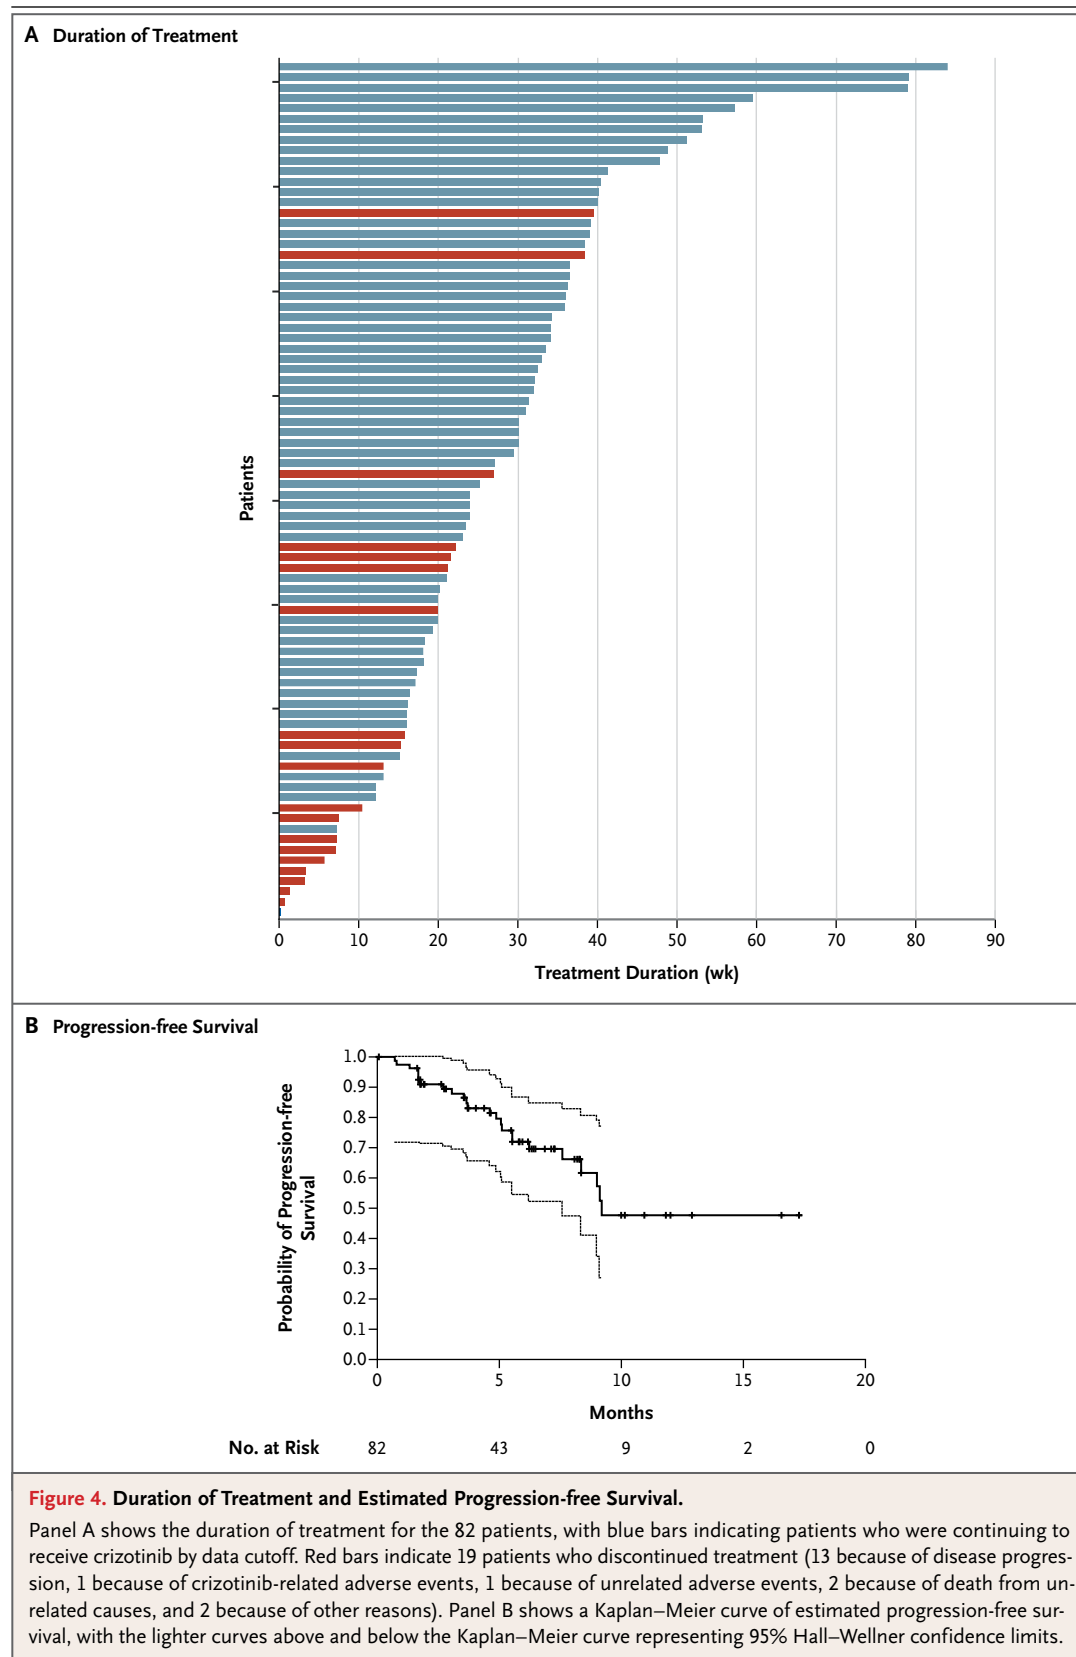 A Duration of Treatment
Patients
0 10 20 30 40 50 60 70 80 90
Treatment Duration (wk)
B Progression-free Survival
Probability of Progression-free
Survival
1.0
0.9
0.8
0.7
0.6
0.5
0.4
0.3
0.2
0.1
0.0
0 5 10 15 20
Months
No. at Risk 82 43 9 2 0
Figure 4. Duration of Treatment and Estimated Progression-free Survival.
Panel A shows the duration of treatment for the 82 patients, with blue bars indicating patients who were continuing to
receive crizotinib by data cutoff. Red bars indicate 19 patients who discontinued treatment (13 because of disease progres-
sion, 1 because of crizotinib-related adverse events, 1 because of unrelated adverse events, 2 because of death from un-
related causes, and 2 because of other reasons). Panel B shows a Kaplan–Meier curve of estimated progression-free sur-
vival, with the lighter curves above and below the Kaplan–Meier curve representing 95% Hall–Wellner confidence limits.